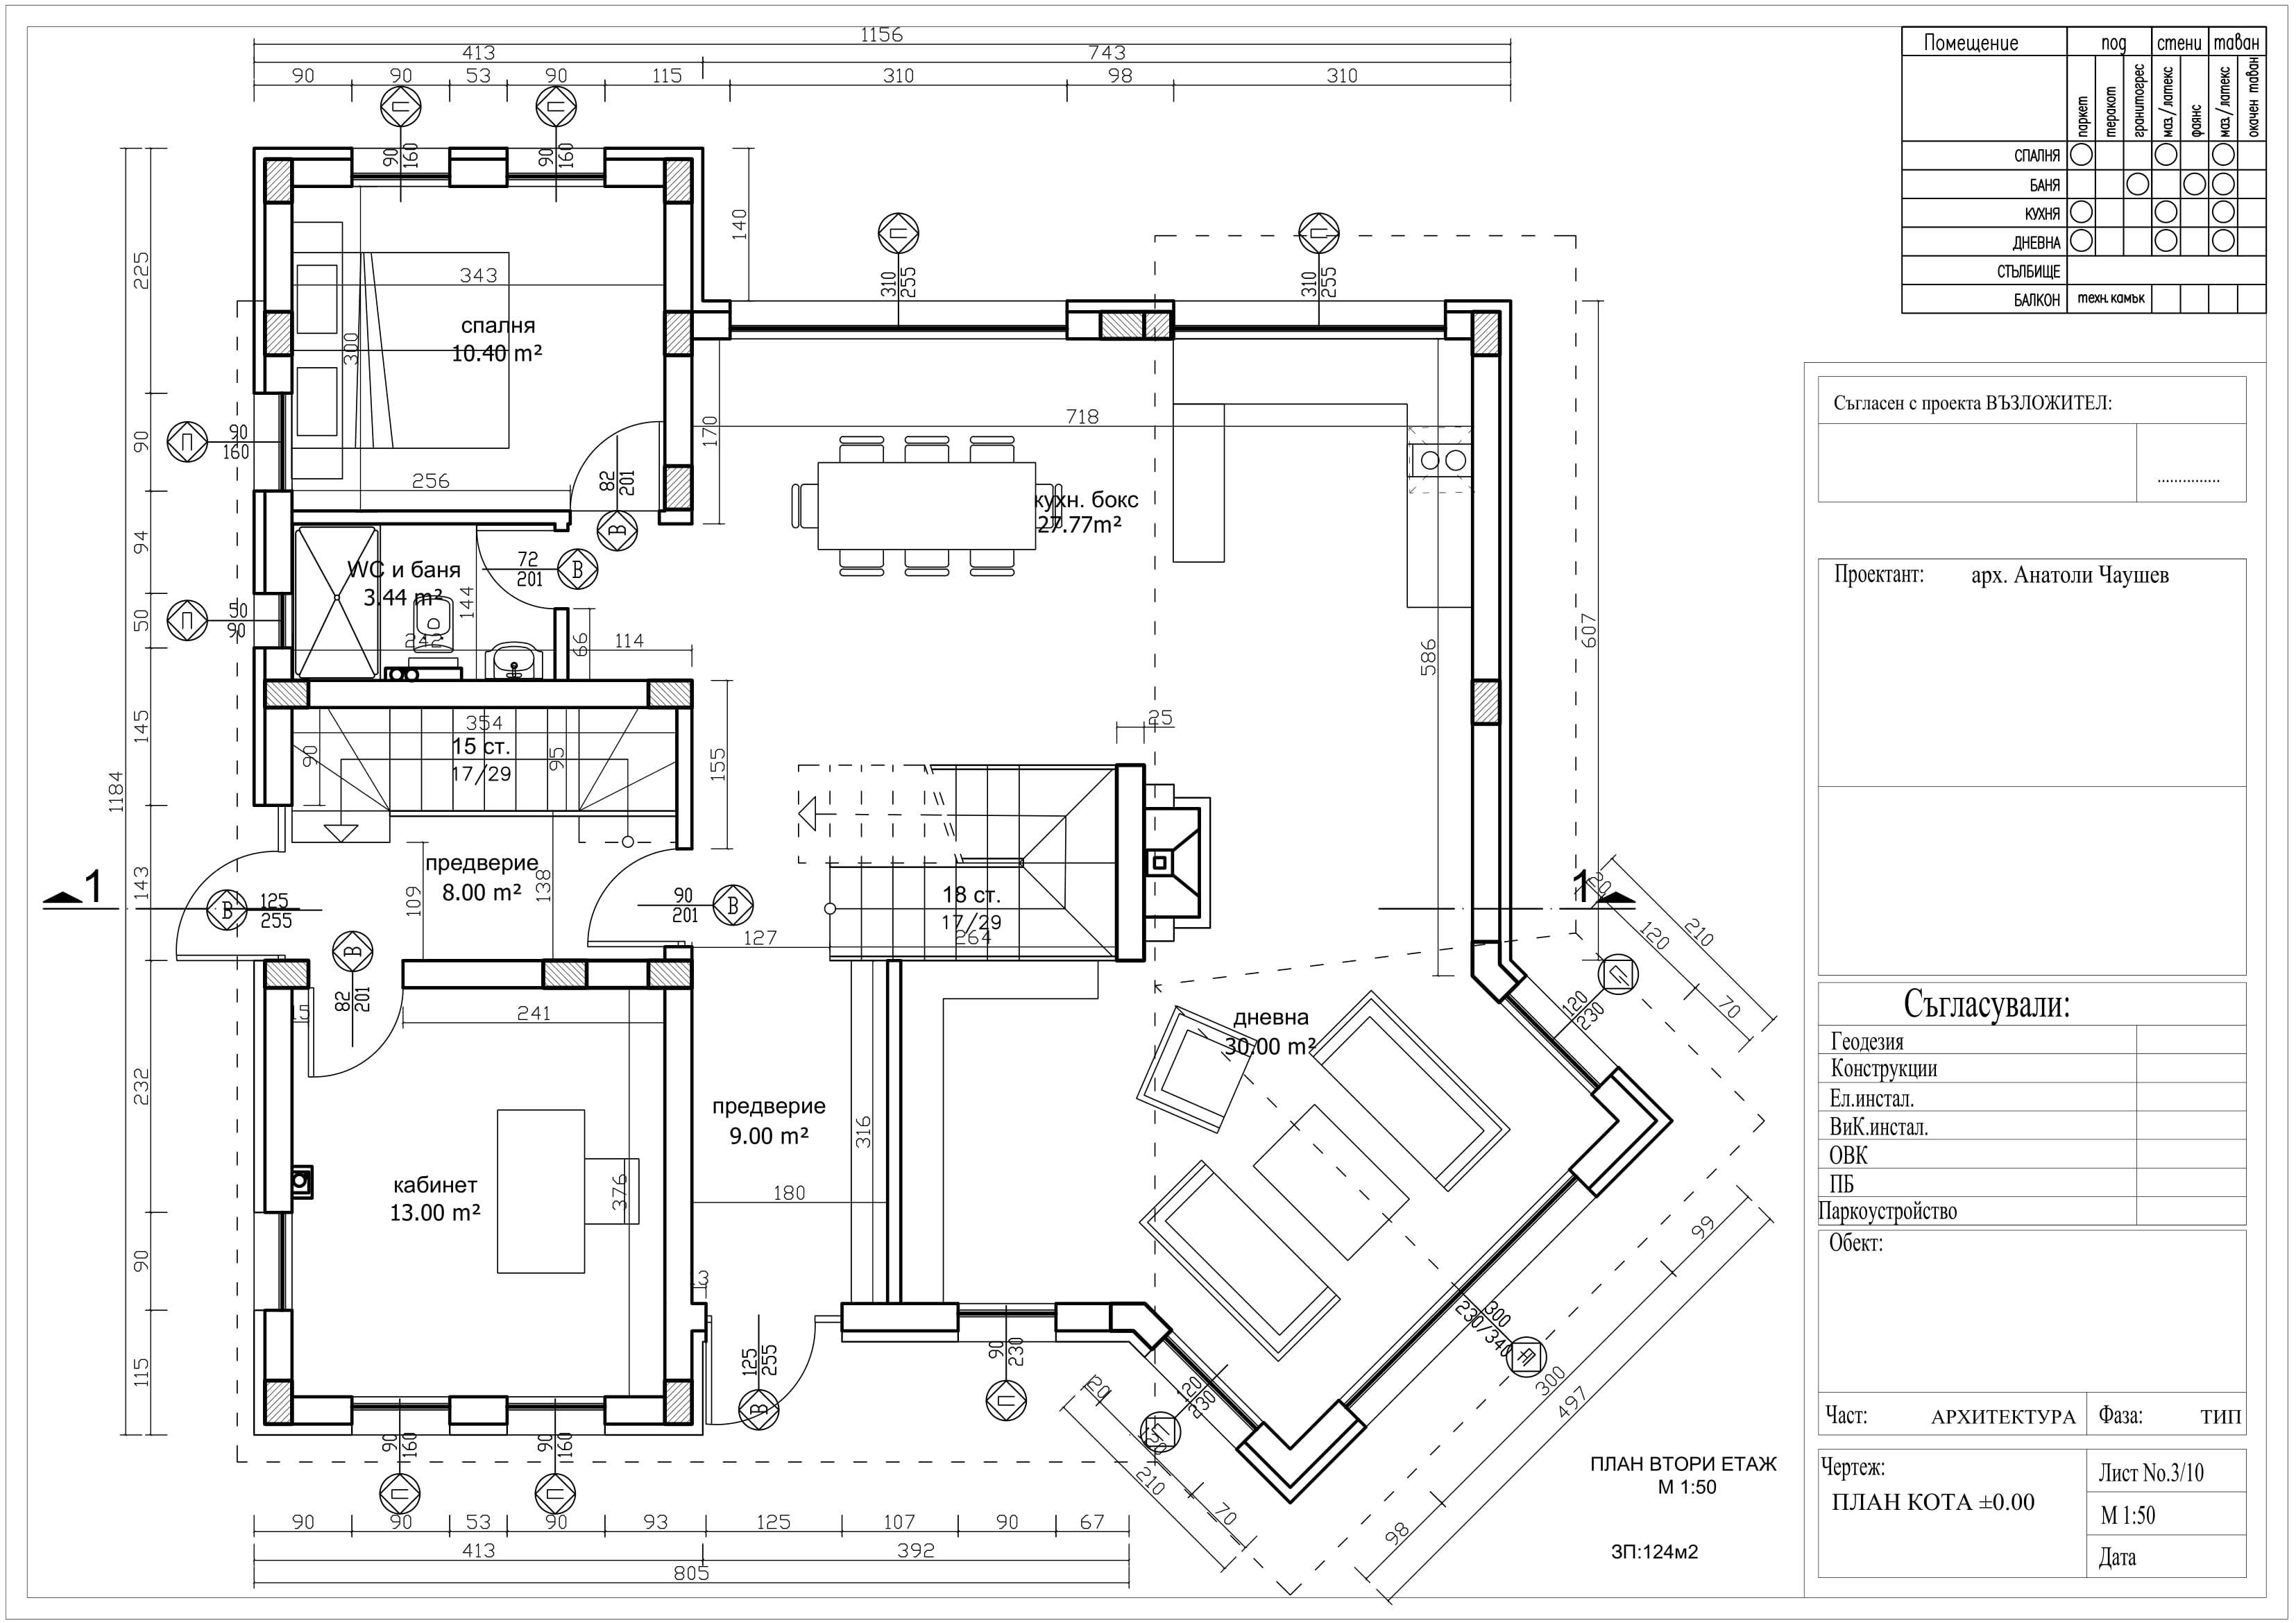 1156
413 743
90 90 53 90 115 310 98 310
П П
90 160 90 160
140
П П
310 255 310 255
225
343
спалня
10.40 m²
300
718
170
П 90 160
90
256
82 201
В
кухн. бокс
27.77m²
94
72 201 В
WC и баня
3.44 m²
144
П 50 90
50
242 66 114
586
607
145
354
15 ст.
17/29
90 95
155
25
1184
предверие
8.00 m²
109 138
143
1 1
В 125 255
90 201 В
18 ст.
17/29
264
127
В
82 201
15
241
20 120 210 70
П
120 230
дневна
30.00 m²
232
предверие
9.00 m²
316
кабинет
13.00 m²
376
180
90
13
115
125 255
В
90 230
П
120 230
300 230/340
99 300 497 98
20 120 210 70
90 160 90 160
П П
90 90 53 90 93 125 107 90 67
413 392
805
ПЛАН ВТОРИ ЕТАЖ
М 1:50
ЗП:124м2
Помещение под стени таван
паркет теракот гранитогрес маз./латекс фаянс маз./латекс окачен таван
СПАЛНЯ
БАНЯ
КУХНЯ
ДНЕВНА
СТЪЛБИЩЕ
БАЛКОН техн. камък
Съгласен с проекта ВЪЗЛОЖИТЕЛ:
...............
Проектант: арх. Анатоли Чаушев
Съгласували:
Геодезия
Конструкции
Ел.инстал.
ВиК.инстал.
ОВК
ПБ
Паркоустройство
Обект:
Част: АРХИТЕКТУРА Фаза: ТИП
Чертеж: Лист No.3/10
ПЛАН КОТА ±0.00 М 1:50
Дата